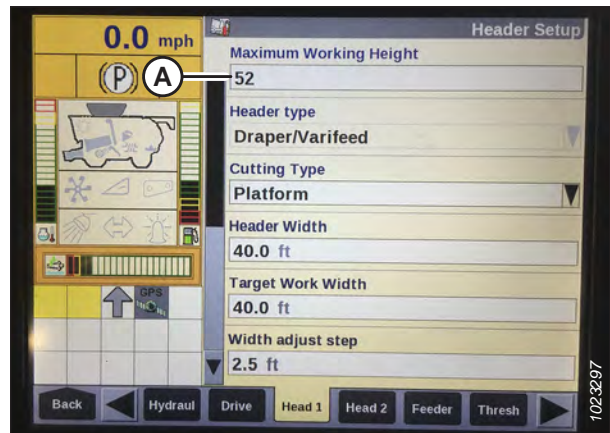 0.0 mph
Header Setup
(P)
A
Maximum Working Height
52
Header type
Draper/Varifeed
Cutting Type
Platform
Header Width
40.0 ft
Target Work Width
40.0 ft
Width adjust step
2.5 ft
GPS
Back
Hydraul
Drive
Head 1
Head 2
Feeder
Thresh
1023297